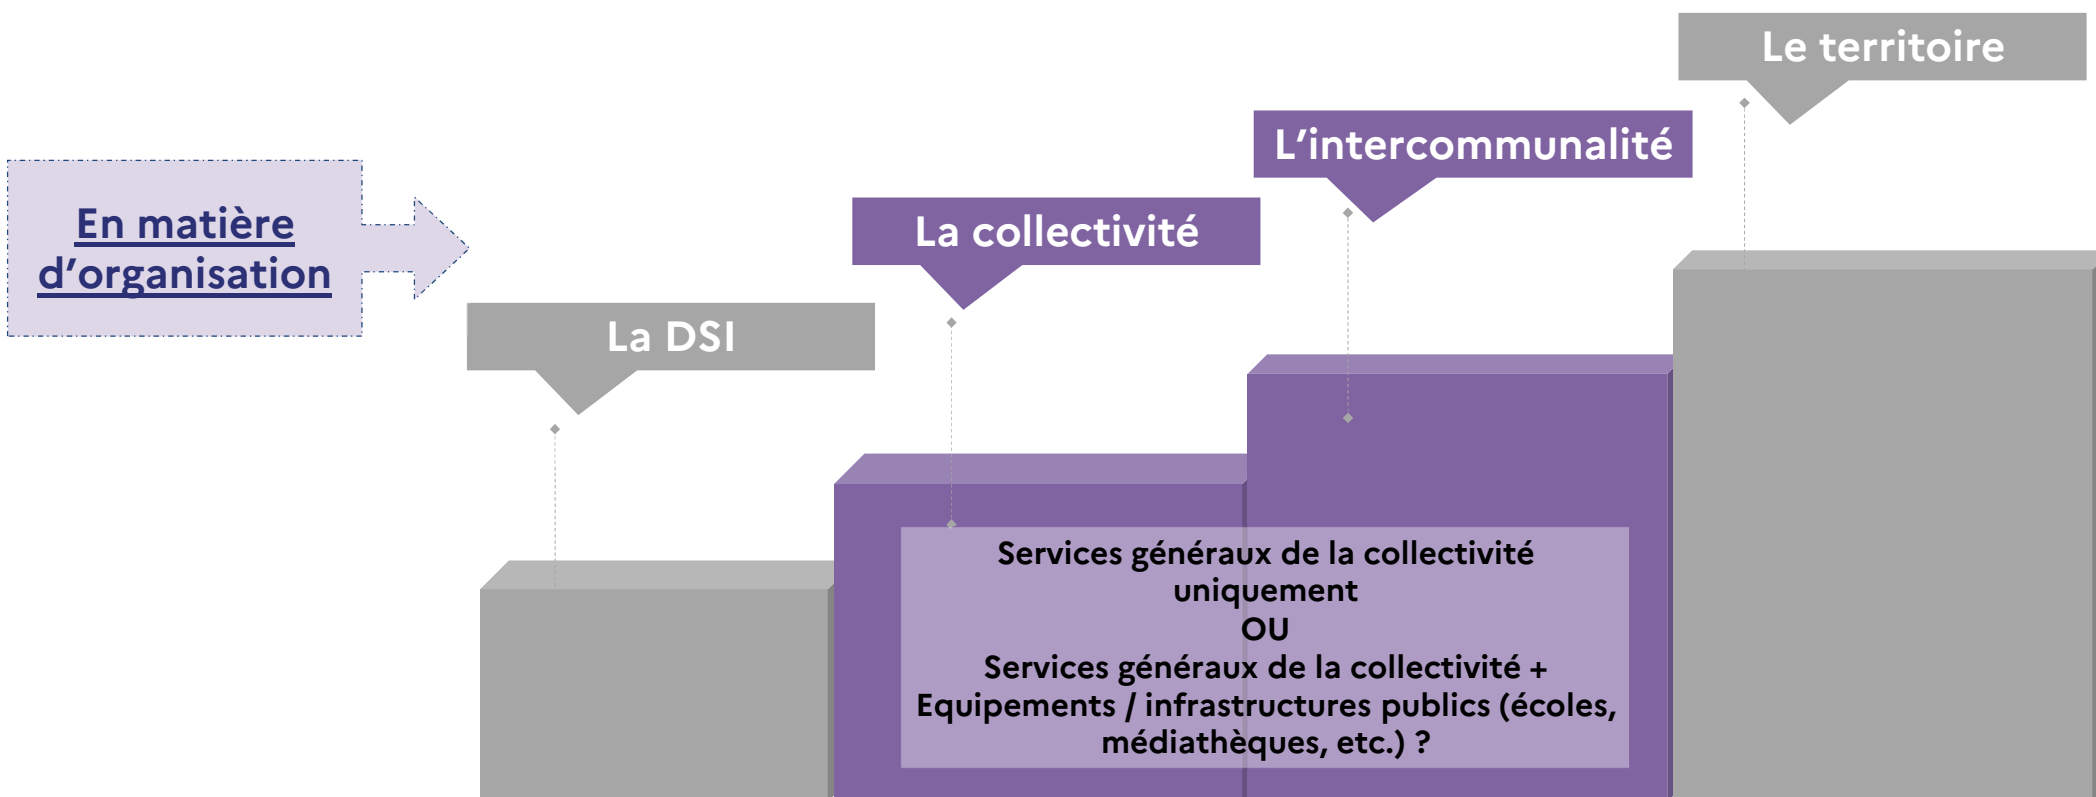 En matière
d'organisation
La DSI
La collectivité
L'intercommunalité
Le territoire
Services généraux de la collectivité
uniquement
OU
Services généraux de la collectivité +
Equipements / infrastructures publics (écoles,
médiathèques, etc.) ?